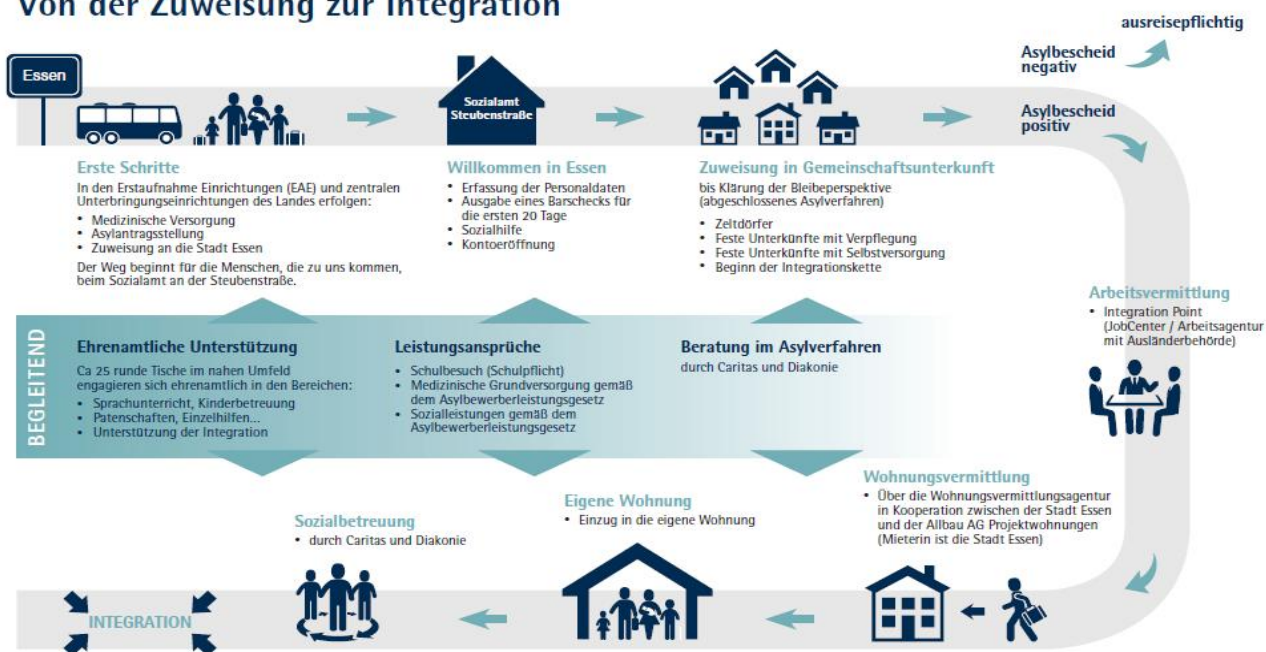 Von der Zuweisung zur Integration
ausreisepflichtig
Asylbescheid
negativ
Essen
Sozialamt
Steubenstraße
Asylbescheid
positiv
Erste Schritte
In den Erstaufnahme Einrichtungen (EAE) und zentralen
Unterbringungseinrichtungen des Landes erfolgen:
• Medizinische Versorgung
• Asylantragsstellung
• Zuweisung an die Stadt Essen
Der Weg beginnt für die Menschen, die zu uns kommen,
beim Sozialamt an der Steubenstraße.
Willkommen in Essen
• Erfassung der Personaldaten
• Ausgabe eines Barschecks für
die ersten 20 Tage
• Sozialhilfe
• Kontoeröffnung
Zuweisung in Gemeinschaftsunterkunft
bis Klärung der Bleibeperspektive
(abgeschlossenes Asylverfahren)
• Zeltdörfer
• Feste Unterkünfte mit Verpflegung
• Feste Unterkünfte mit Selbstversorgung
• Beginn der Integrationskette
Arbeitsvermittlung
• Integration Point
(JobCenter / Arbeitsagentur
mit Ausländerbehörde)
BEGLEITEND
Ehrenamtliche Unterstützung
Ca 25 runde Tische im nahen Umfeld
engagieren sich ehrenamtlich in den Bereichen:
• Sprachunterricht, Kinderbetreuung
• Patenschaften, Einzelhilfen...
• Unterstützung der Integration
Leistungsansprüche
• Schulbesuch (Schulpflicht)
• Medizinische Grundversorgung gemäß
dem Asylbewerberleistungsgesetz
• Sozialleistungen gemäß dem
Asylbewerberleistungsgesetz
Beratung im Asylverfahren
durch Caritas und Diakonie
Wohnungsvermittlung
• Über die Wohnungsvermittlungsagentur
in Kooperation zwischen der Stadt Essen
und der Allbau AG Projektwohnungen
(Mieterin ist die Stadt Essen)
Eigene Wohnung
• Einzug in die eigene Wohnung
Sozialbetreuung
• durch Caritas und Diakonie
INTEGRATION